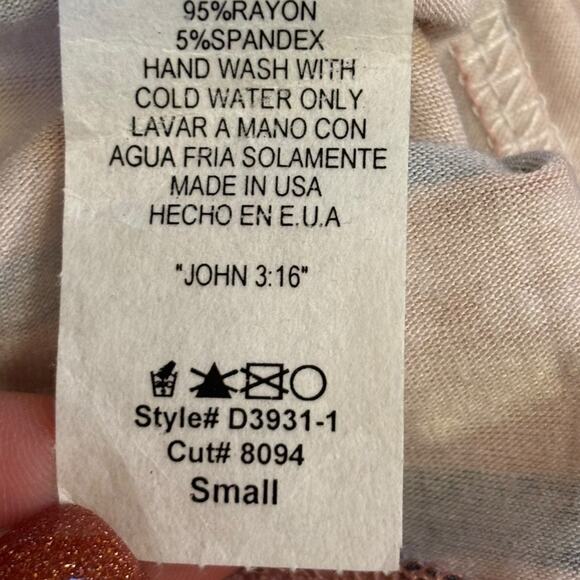 95%RAYON
5%SPANDEX
HAND WASH WITH
COLD WATER ONLY
LAVAR A MANO CON
AGUA FRIA SOLAMENTE
MADE IN USA
HECHO EN E.U.A
"JOHN 3:16"
Style# D3931-1
Cut# 8094
Small